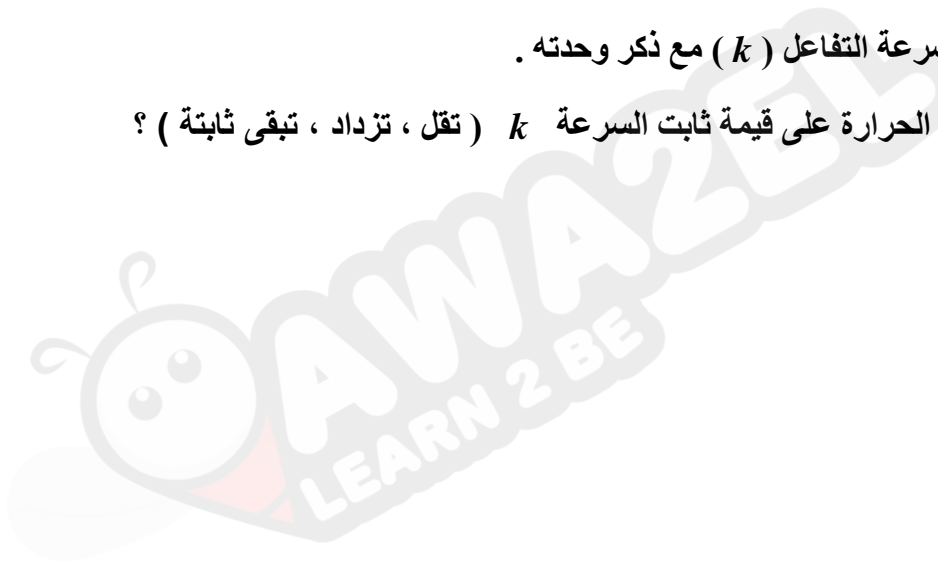 سرعة التفاعل ( k ) مع ذكر وحدته .
الحرارة على قيمة ثابت السرعة k ( تقل ، تزداد ، تبقى ثابتة ) ؟
AWA2EL
LEARN 2 BE